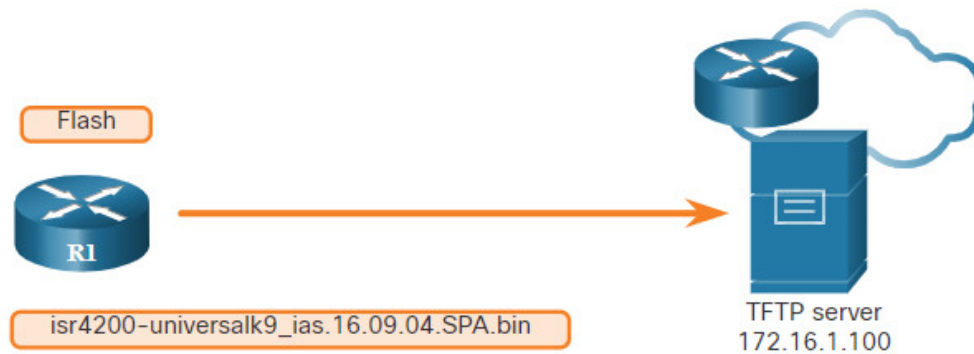 Flash
R1
isr4200-universalk9_ias.16.09.04.SPA.bin
TFTP server
172.16.1.100